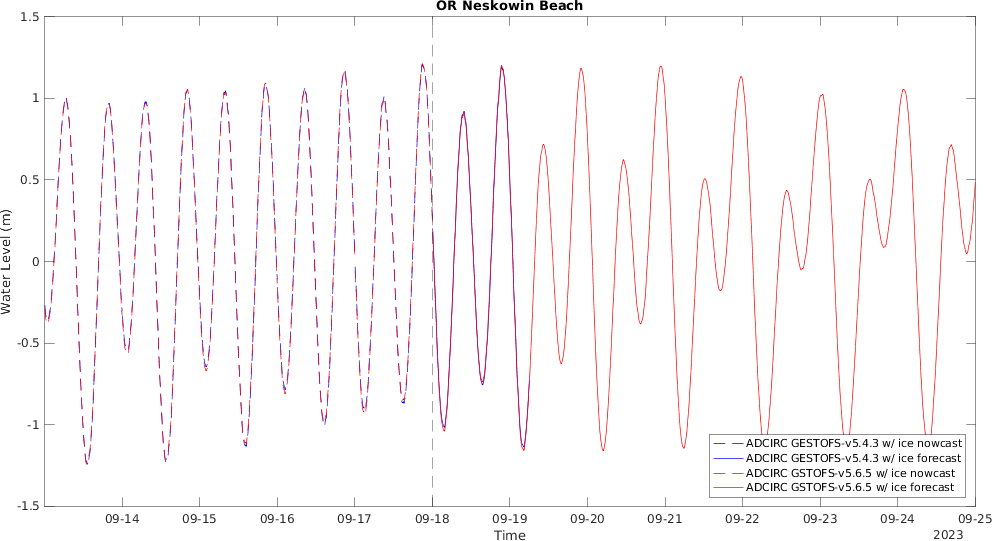 OR Neskowin Beach
1.5
1
0.5
0
-0.5
-1
-1.5
Water Level (m)
09-14 09-15 09-16 09-17 09-18 09-19 09-20 09-21 09-22 09-23 09-24 09-25
Time
2023
ADCIRC GESTOFS-v5.4.3 w/ ice nowcast
ADCIRC GESTOFS-v5.4.3 w/ ice forecast
ADCIRC GSTOFS-v5.6.5 w/ ice nowcast
ADCIRC GSTOFS-v5.6.5 w/ ice forecast